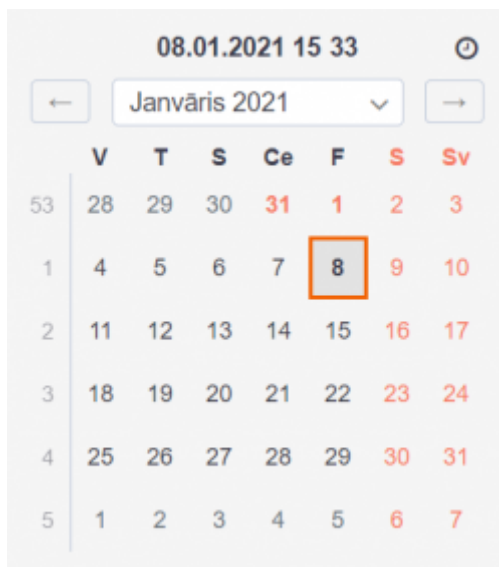 08.01.2021 15 33
← Janvāris 2021 →
V T S Ce F S Sv
53 28 29 30 31 1 2 3
1 4 5 6 7 8 9 10
2 11 12 13 14 15 16 17
3 18 19 20 21 22 23 24
4 25 26 27 28 29 30 31
5 1 2 3 4 5 6 7